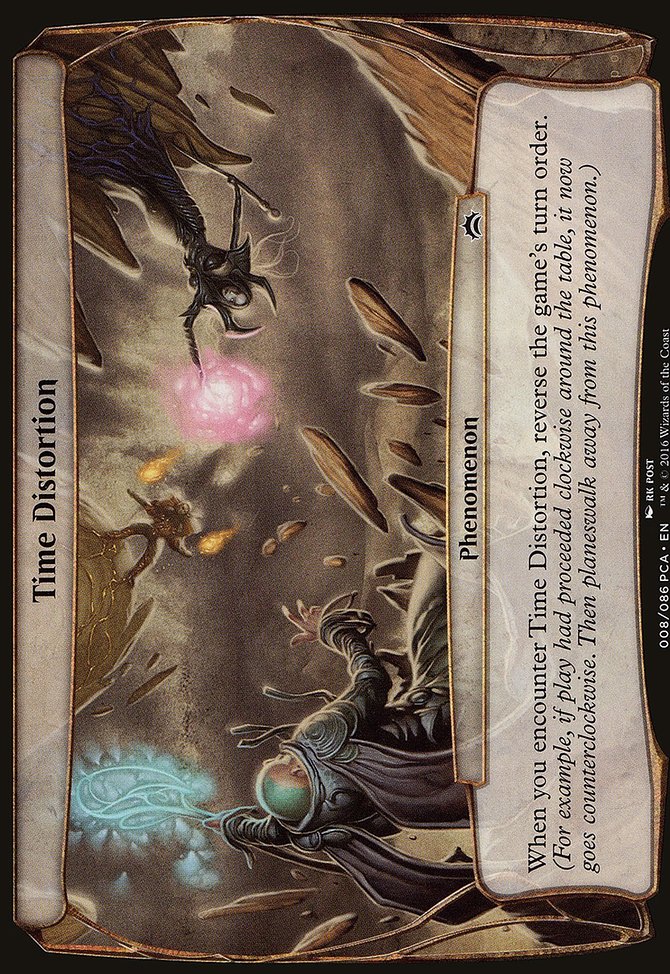 Time Distortion
Phenomenon
When you encounter Time Distortion, reverse the game's turn order.
(For example, if play had proceeded clockwise around the table, it now
goes counterclockwise. Then planeswalk away from this phenomenon.)
RK POST
008/086 PCA • EN ™ & © 2016 Wizards of the Coast